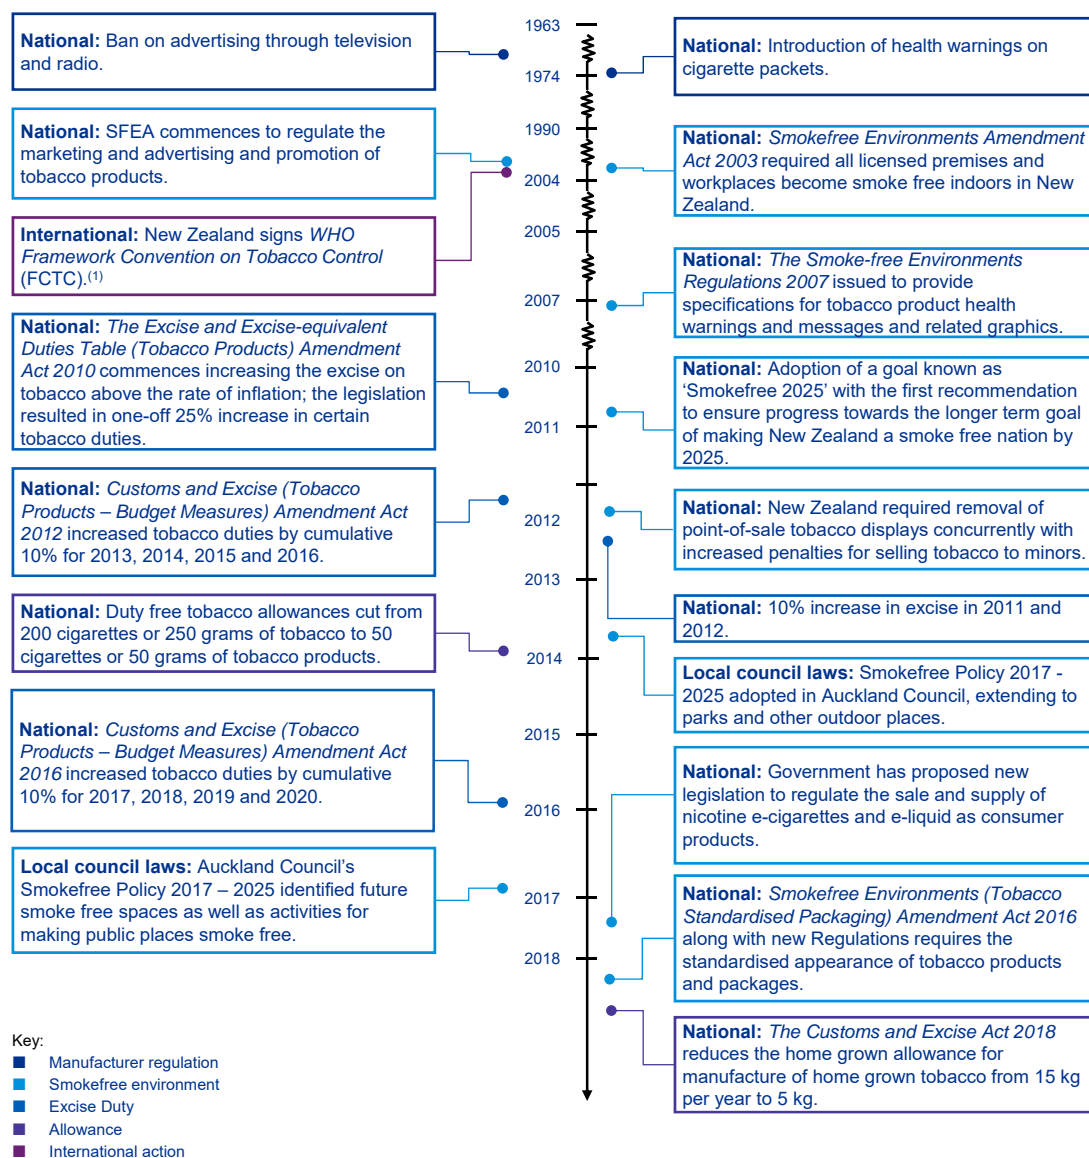 National: Ban on advertising through television
and radio.
National: SFEA commences to regulate the
marketing and advertising and promotion of
tobacco products.
International: New Zealand signs WHO
Framework Convention on Tobacco Control
(FCTC).(1)
National: The Excise and Excise-equivalent
Duties Table (Tobacco Products) Amendment
Act 2010 commences increasing the excise on
tobacco above the rate of inflation; the legislation
resulted in one-off 25% increase in certain
tobacco duties.
National: Customs and Excise (Tobacco
Products – Budget Measures) Amendment Act
2012 increased tobacco duties by cumulative
10% for 2013, 2014, 2015 and 2016.
National: Duty free tobacco allowances cut from
200 cigarettes or 250 grams of tobacco to 50
cigarettes or 50 grams of tobacco products.
National: Customs and Excise (Tobacco
Products – Budget Measures) Amendment Act
2016 increased tobacco duties by cumulative
10% for 2017, 2018, 2019 and 2020.
Local council laws: Auckland Council's
Smokefree Policy 2017 – 2025 identified future
smoke free spaces as well as activities for
making public places smoke free.
1963
1974
1990
2004
2005
2007
2010
2011
2012
2013
2014
2015
2016
2017
2018
National: Introduction of health warnings on
cigarette packets.
National: Smokefree Environments Amendment
Act 2003 required all licensed premises and
workplaces become smoke free indoors in New
Zealand.
National: The Smoke-free Environments
Regulations 2007 issued to provide
specifications for tobacco product health
warnings and messages and related graphics.
National: Adoption of a goal known as
‘Smokefree 2025’ with the first recommendation
to ensure progress towards the longer term goal
of making New Zealand a smoke free nation by
2025.
National: New Zealand required removal of
point-of-sale tobacco displays concurrently with
increased penalties for selling tobacco to minors.
National: 10% increase in excise in 2011 and
2012.
Local council laws: Smokefree Policy 2017 -
2025 adopted in Auckland Council, extending to
parks and other outdoor places.
National: Government has proposed new
legislation to regulate the sale and supply of
nicotine e-cigarettes and e-liquid as consumer
products.
National: Smokefree Environments (Tobacco
Standardised Packaging) Amendment Act 2016
along with new Regulations requires the
standardised appearance of tobacco products
and packages.
National: The Customs and Excise Act 2018
reduces the home grown allowance for
manufacture of home grown tobacco from 15 kg
per year to 5 kg.
Key:
Manufacturer regulation
Smokefree environment
Excise Duty
Allowance
International action